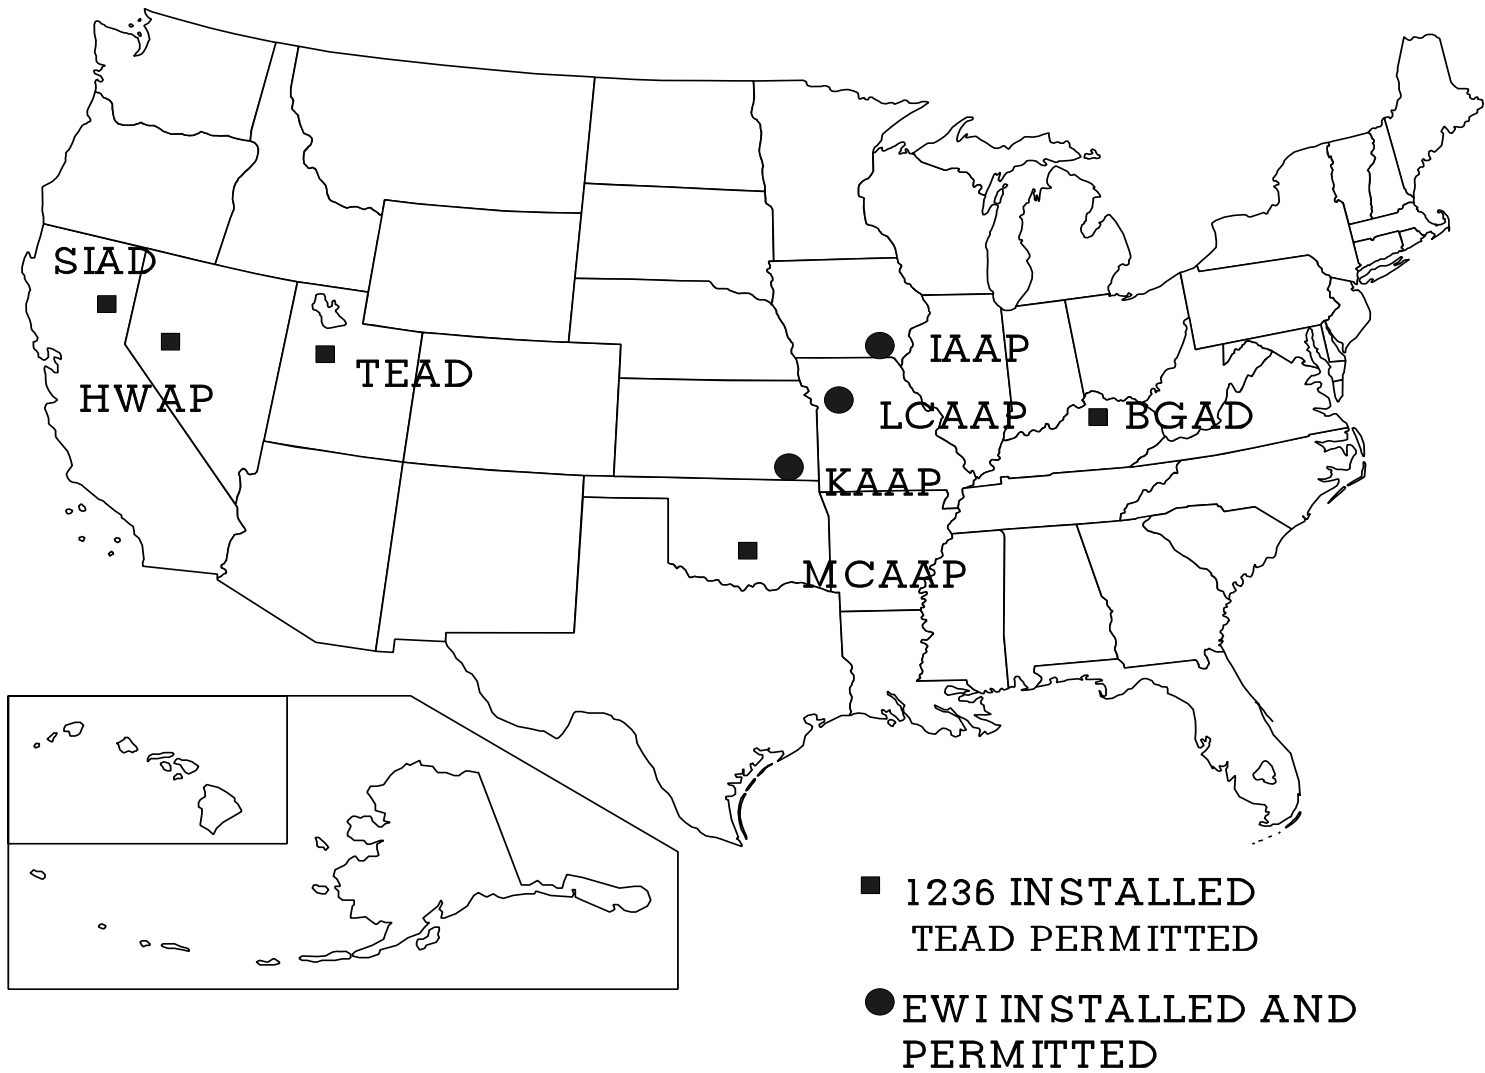 SIAD
HWAP
TEAD
IAAP
LCAAP
BGAD
KAAP
MCAAP
1236 INSTALLED
TEAD PERMITTED
EWI INSTALLED AND
PERMITTED